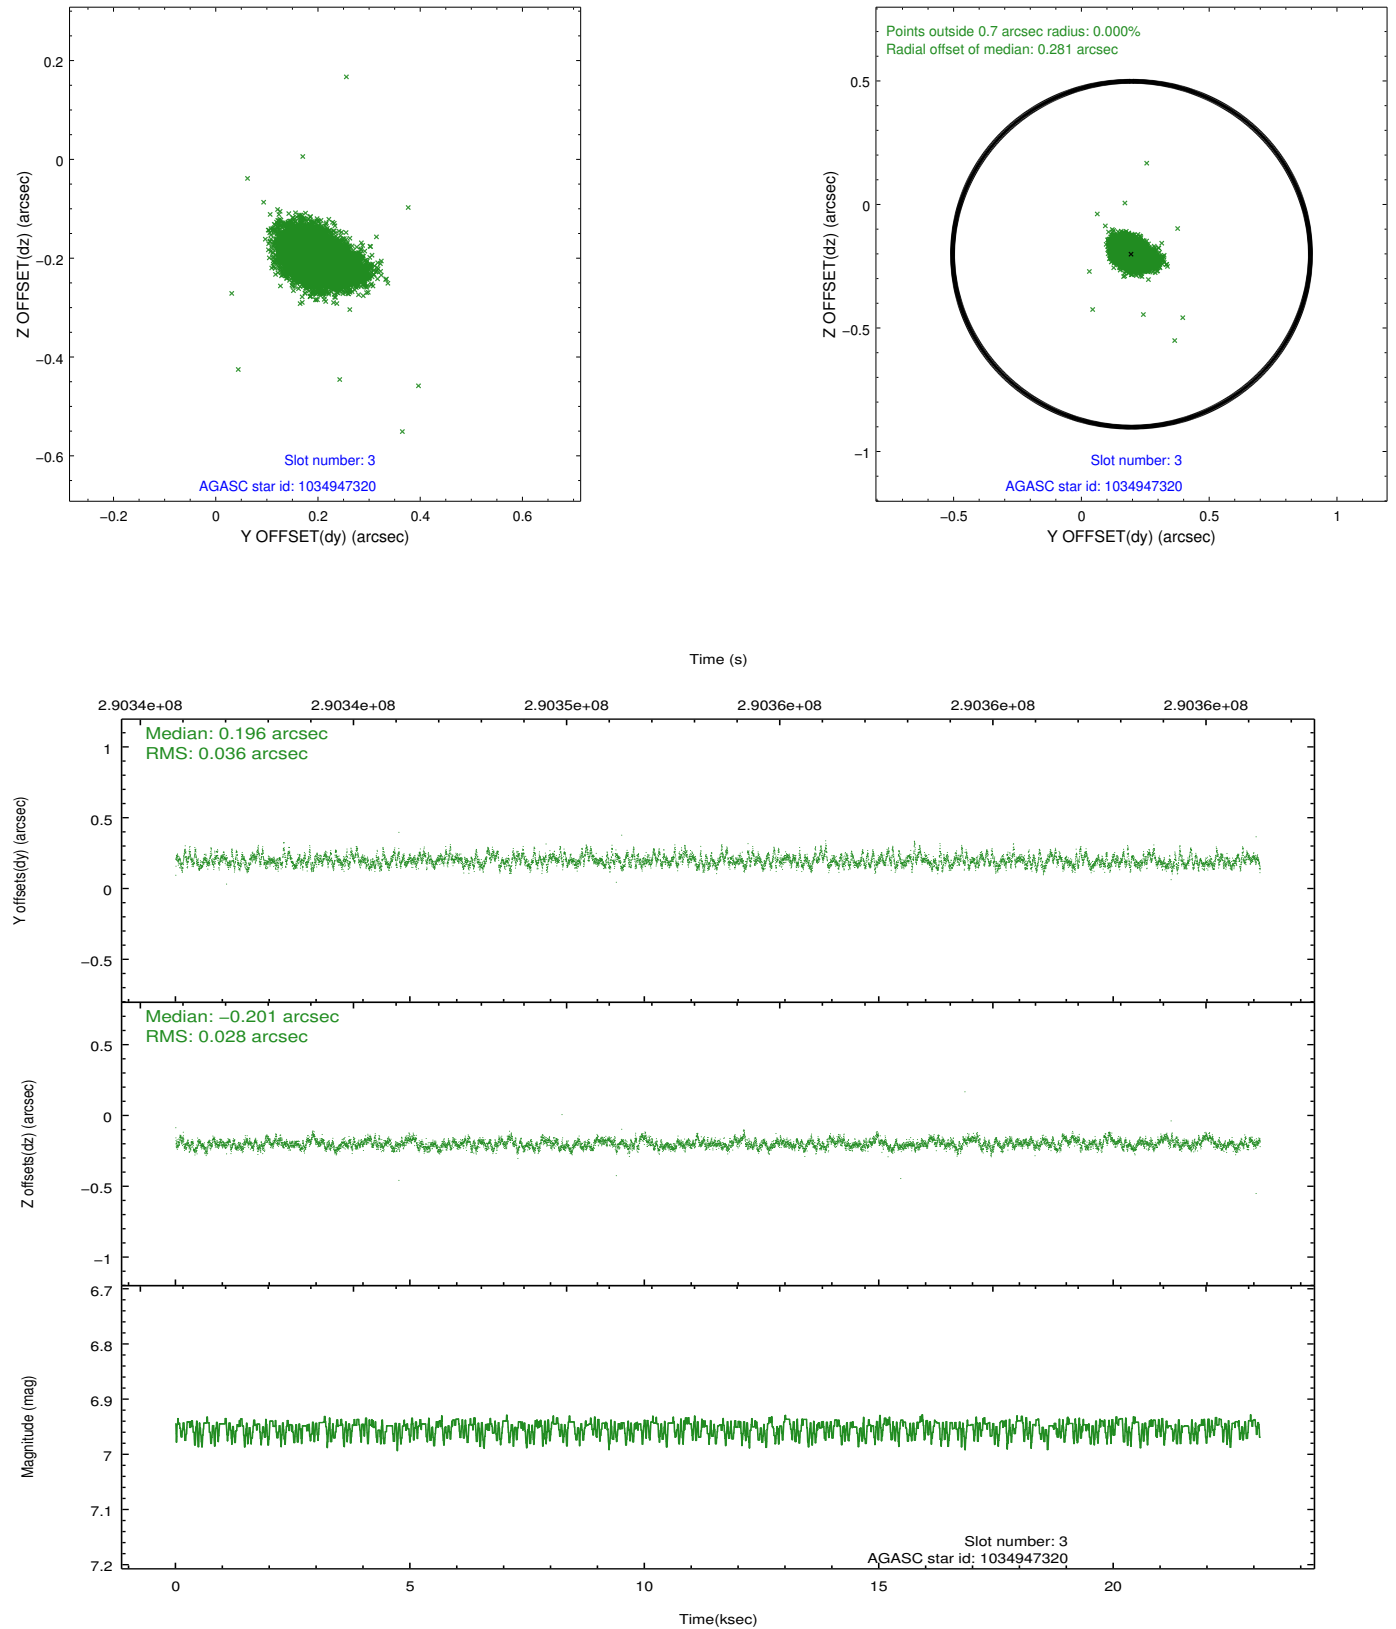 0.2
0
−0.2
−0.4
−0.6
Z OFFSET(dz) (arcsec)
Slot number: 3
AGASC star id: 1034947320
−0.2 0 0.2 0.4 0.6
Y OFFSET(dy) (arcsec)
Points outside 0.7 arcsec radius: 0.000%
Radial offset of median: 0.281 arcsec
0.5
0
−0.5
−1
Z OFFSET(dz) (arcsec)
Slot number: 3
AGASC star id: 1034947320
−0.5 0 0.5 1
Y OFFSET(dy) (arcsec)
Time (s)
2.9034e+08 2.9034e+08 2.9035e+08 2.9036e+08 2.9036e+08 2.9036e+08
Median: 0.196 arcsec
RMS: 0.036 arcsec
1
0.5
0
−0.5
Y offsets(dy) (arcsec)
Median: −0.201 arcsec
RMS: 0.028 arcsec
0.5
0
−0.5
−1
Z offsets(dz) (arcsec)
6.7
6.8
6.9
7
7.1
7.2
Magnitude (mag)
Slot number: 3
AGASC star id: 1034947320
0 5 10 15 20
Time(ksec)